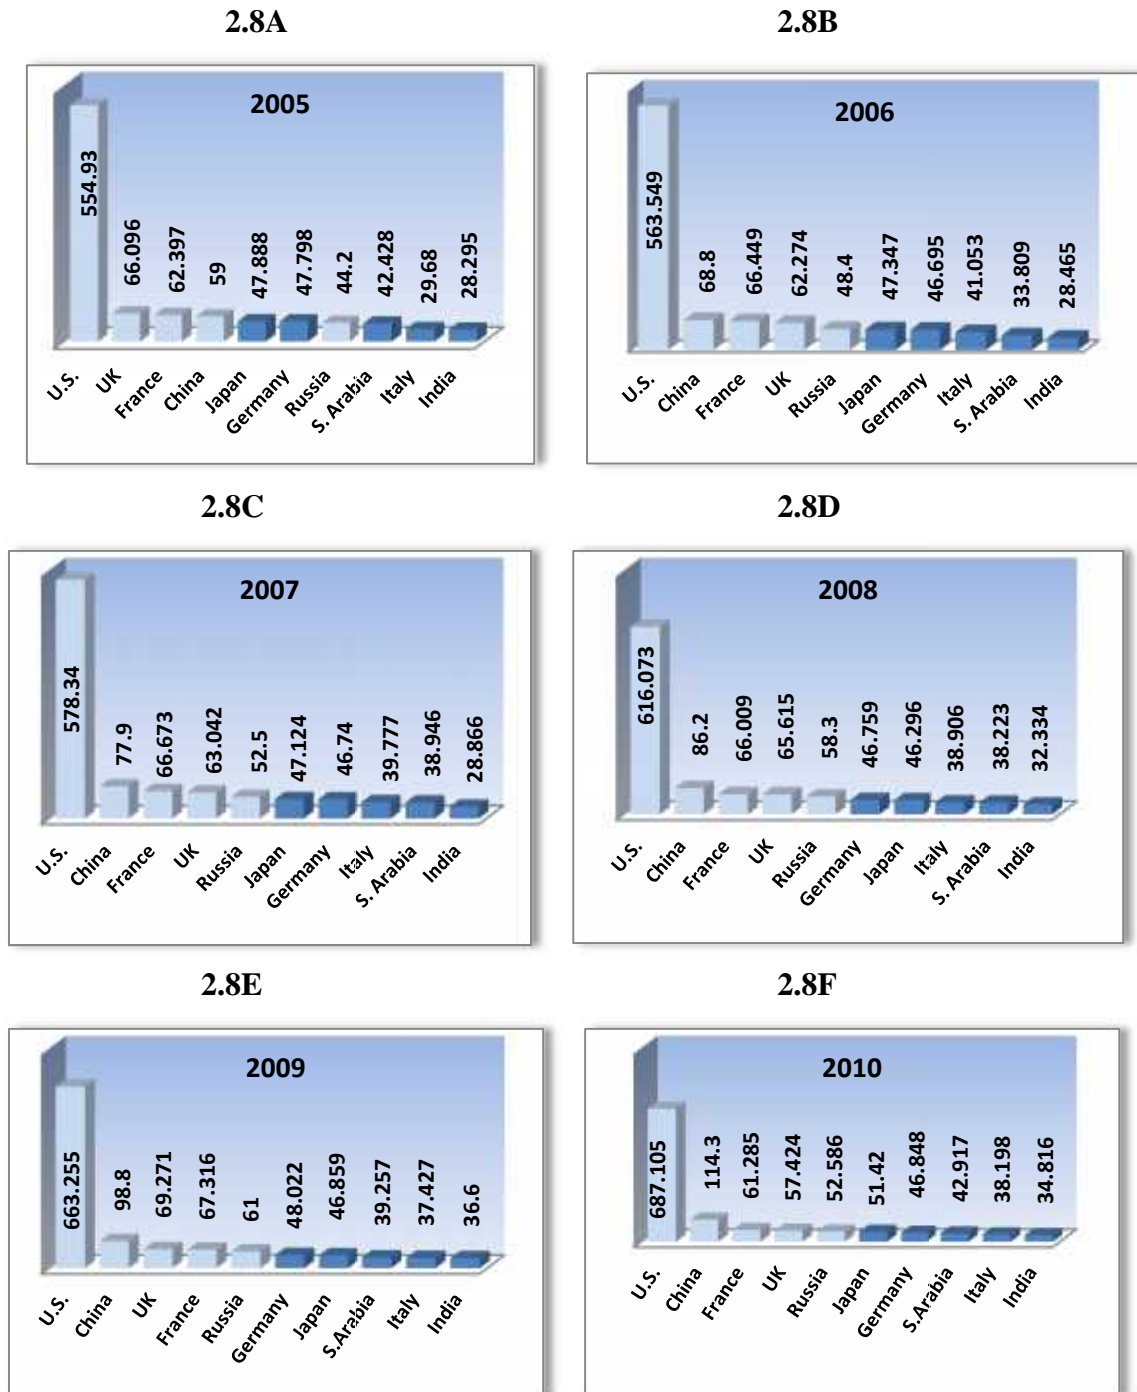 2.8A
2005
554.93
66.096
62.397
59
47.888
47.798
44.2
42.428
29.68
28.295
U.S.
UK
France
China
Japan
Germany
Russia
S. Arabia
Italy
India
2.8B
2006
563.549
68.8
66.449
62.274
48.4
47.347
46.695
41.053
33.809
28.465
U.S.
China
France
UK
Russia
Japan
Germany
Italy
S. Arabia
India
2.8C
2007
578.34
77.9
66.673
63.042
52.5
47.124
46.74
39.777
38.946
28.866
U.S.
China
France
UK
Russia
Japan
Germany
Italy
S. Arabia
India
2.8D
2008
616.073
86.2
66.009
65.615
58.3
46.759
46.296
38.906
38.223
32.334
U.S.
China
France
UK
Russia
Germany
Japan
Italy
S. Arabia
India
2.8E
2009
663.255
98.8
69.271
67.316
61
48.022
46.859
39.257
37.427
36.6
U.S.
China
UK
France
Russia
Germany
Japan
S.Arabia
Italy
India
2.8F
2010
687.105
114.3
61.285
57.424
52.586
51.42
46.848
42.917
38.198
34.816
U.S.
China
France
UK
Russia
Japan
Germany
S.Arabia
Italy
India